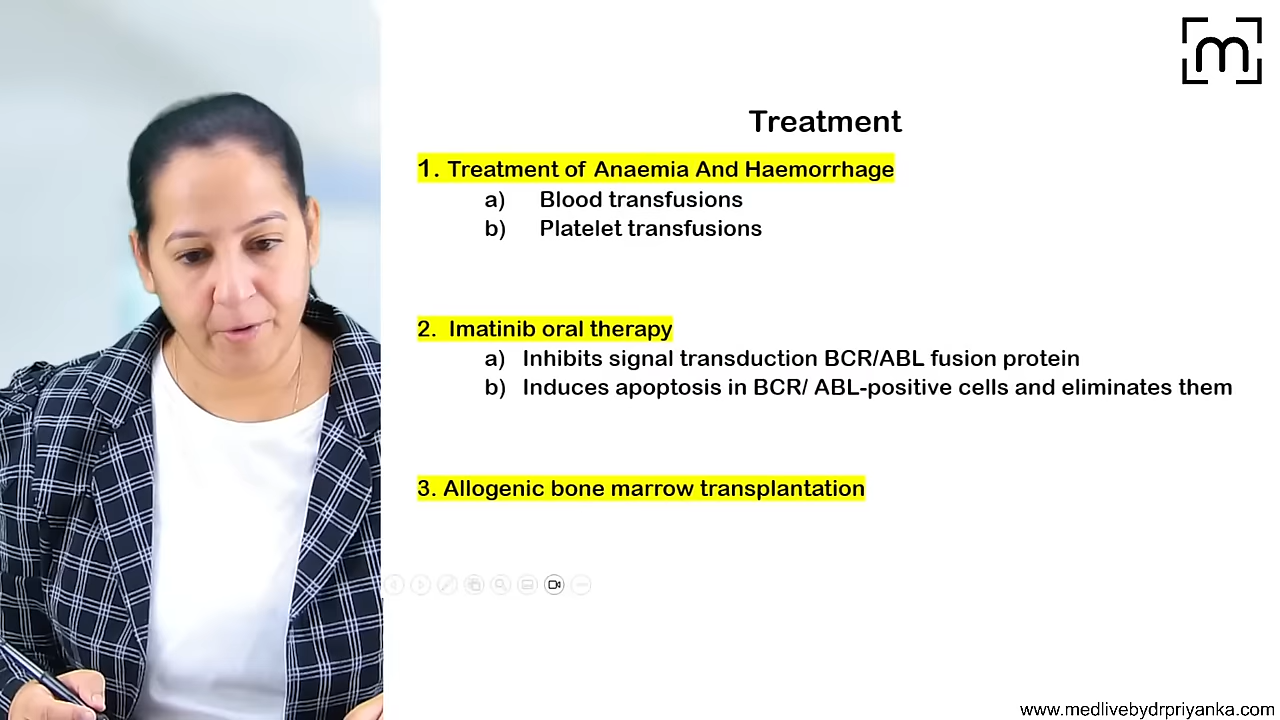 m
Treatment
1. Treatment of Anaemia And Haemorrhage
a) Blood transfusions
b) Platelet transfusions
2. Imatinib oral therapy
a) Inhibits signal transduction BCR/ABL fusion protein
b) Induces apoptosis in BCR/ ABL-positive cells and eliminates them
3. Allogenic bone marrow transplantation
www.medlivebydrpriyanka.com